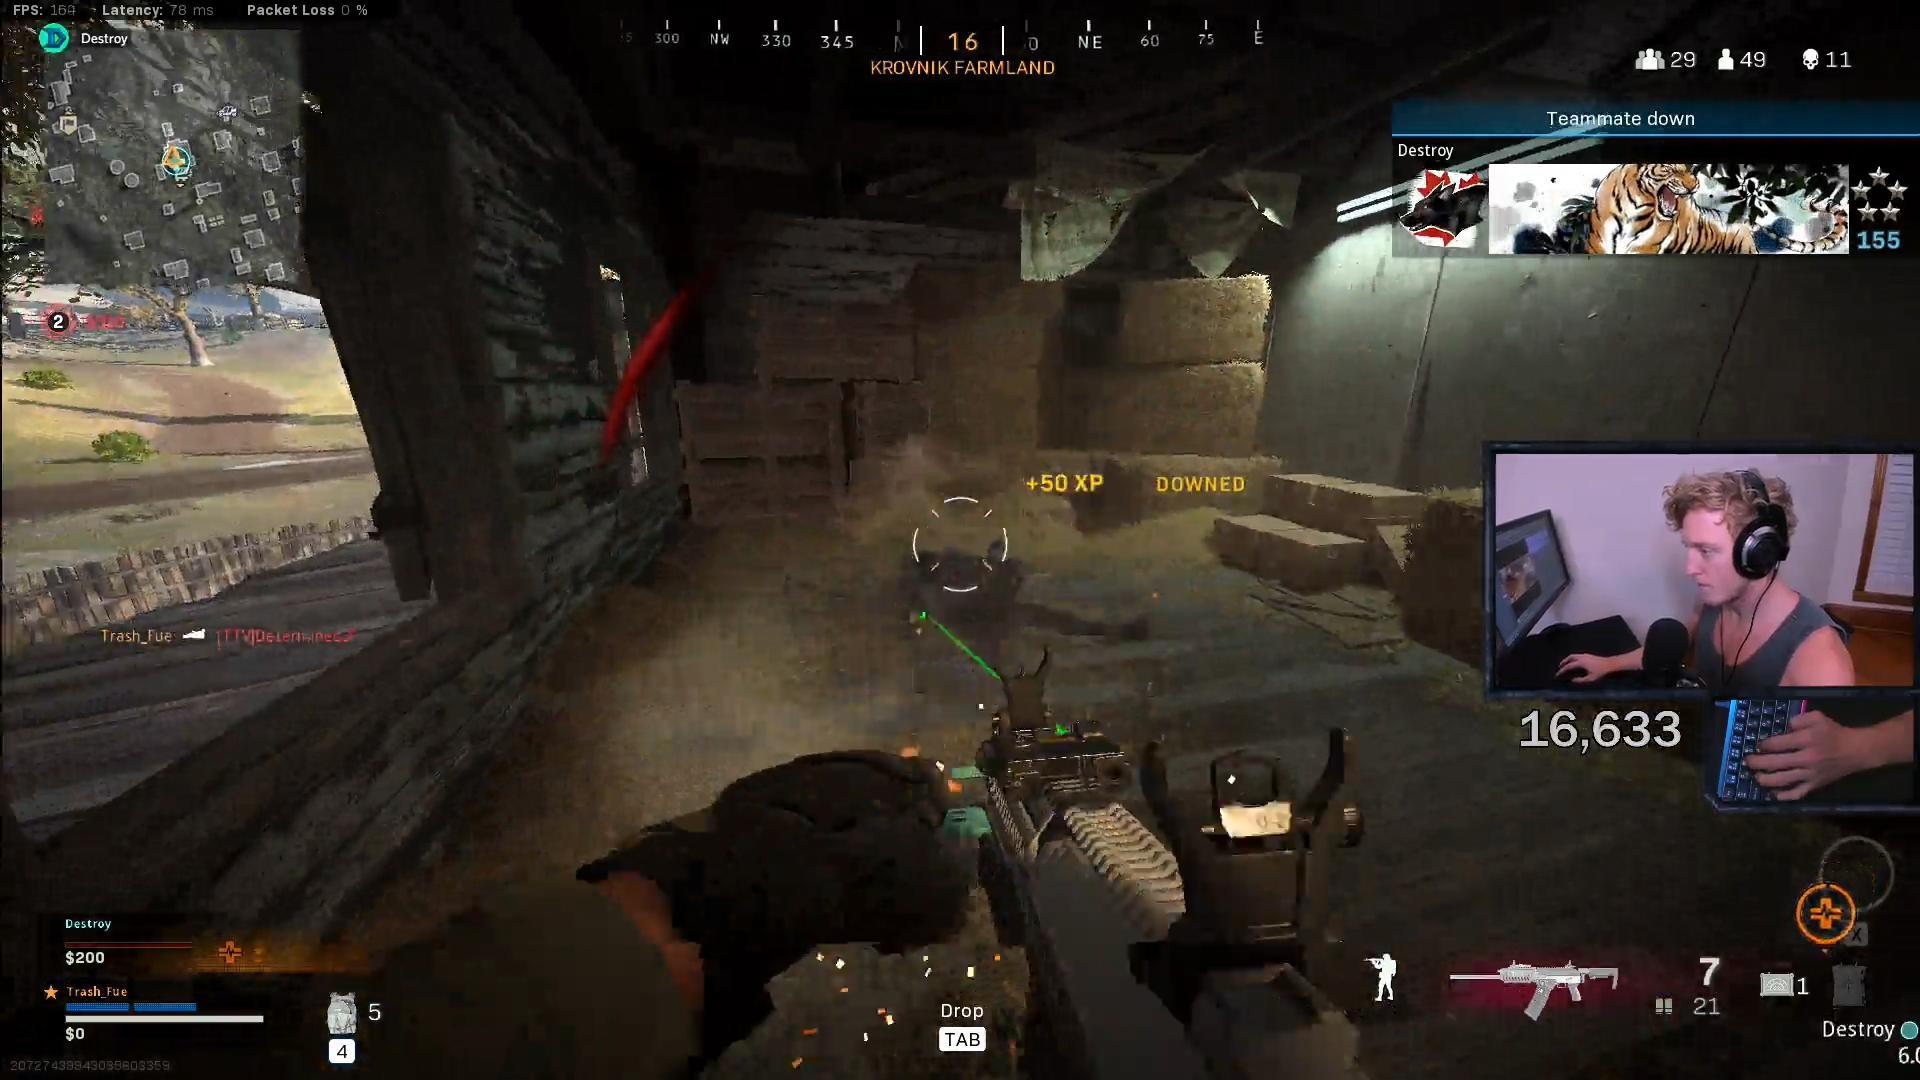 FPS: 164 - Latency: 78 ms Packet Loss 0 %
Destroy
300 NW 330 345 N 16 NE 60 75 E
KROVNIK FARMLAND
29 49 11
Teammate down
Destroy
155
2
+50 XP DOWNED
Trash_Fue
16,633
Destroy
$200
Trash_Fue
$0
5
4
Drop
TAB
7
21
1
X
Destroy